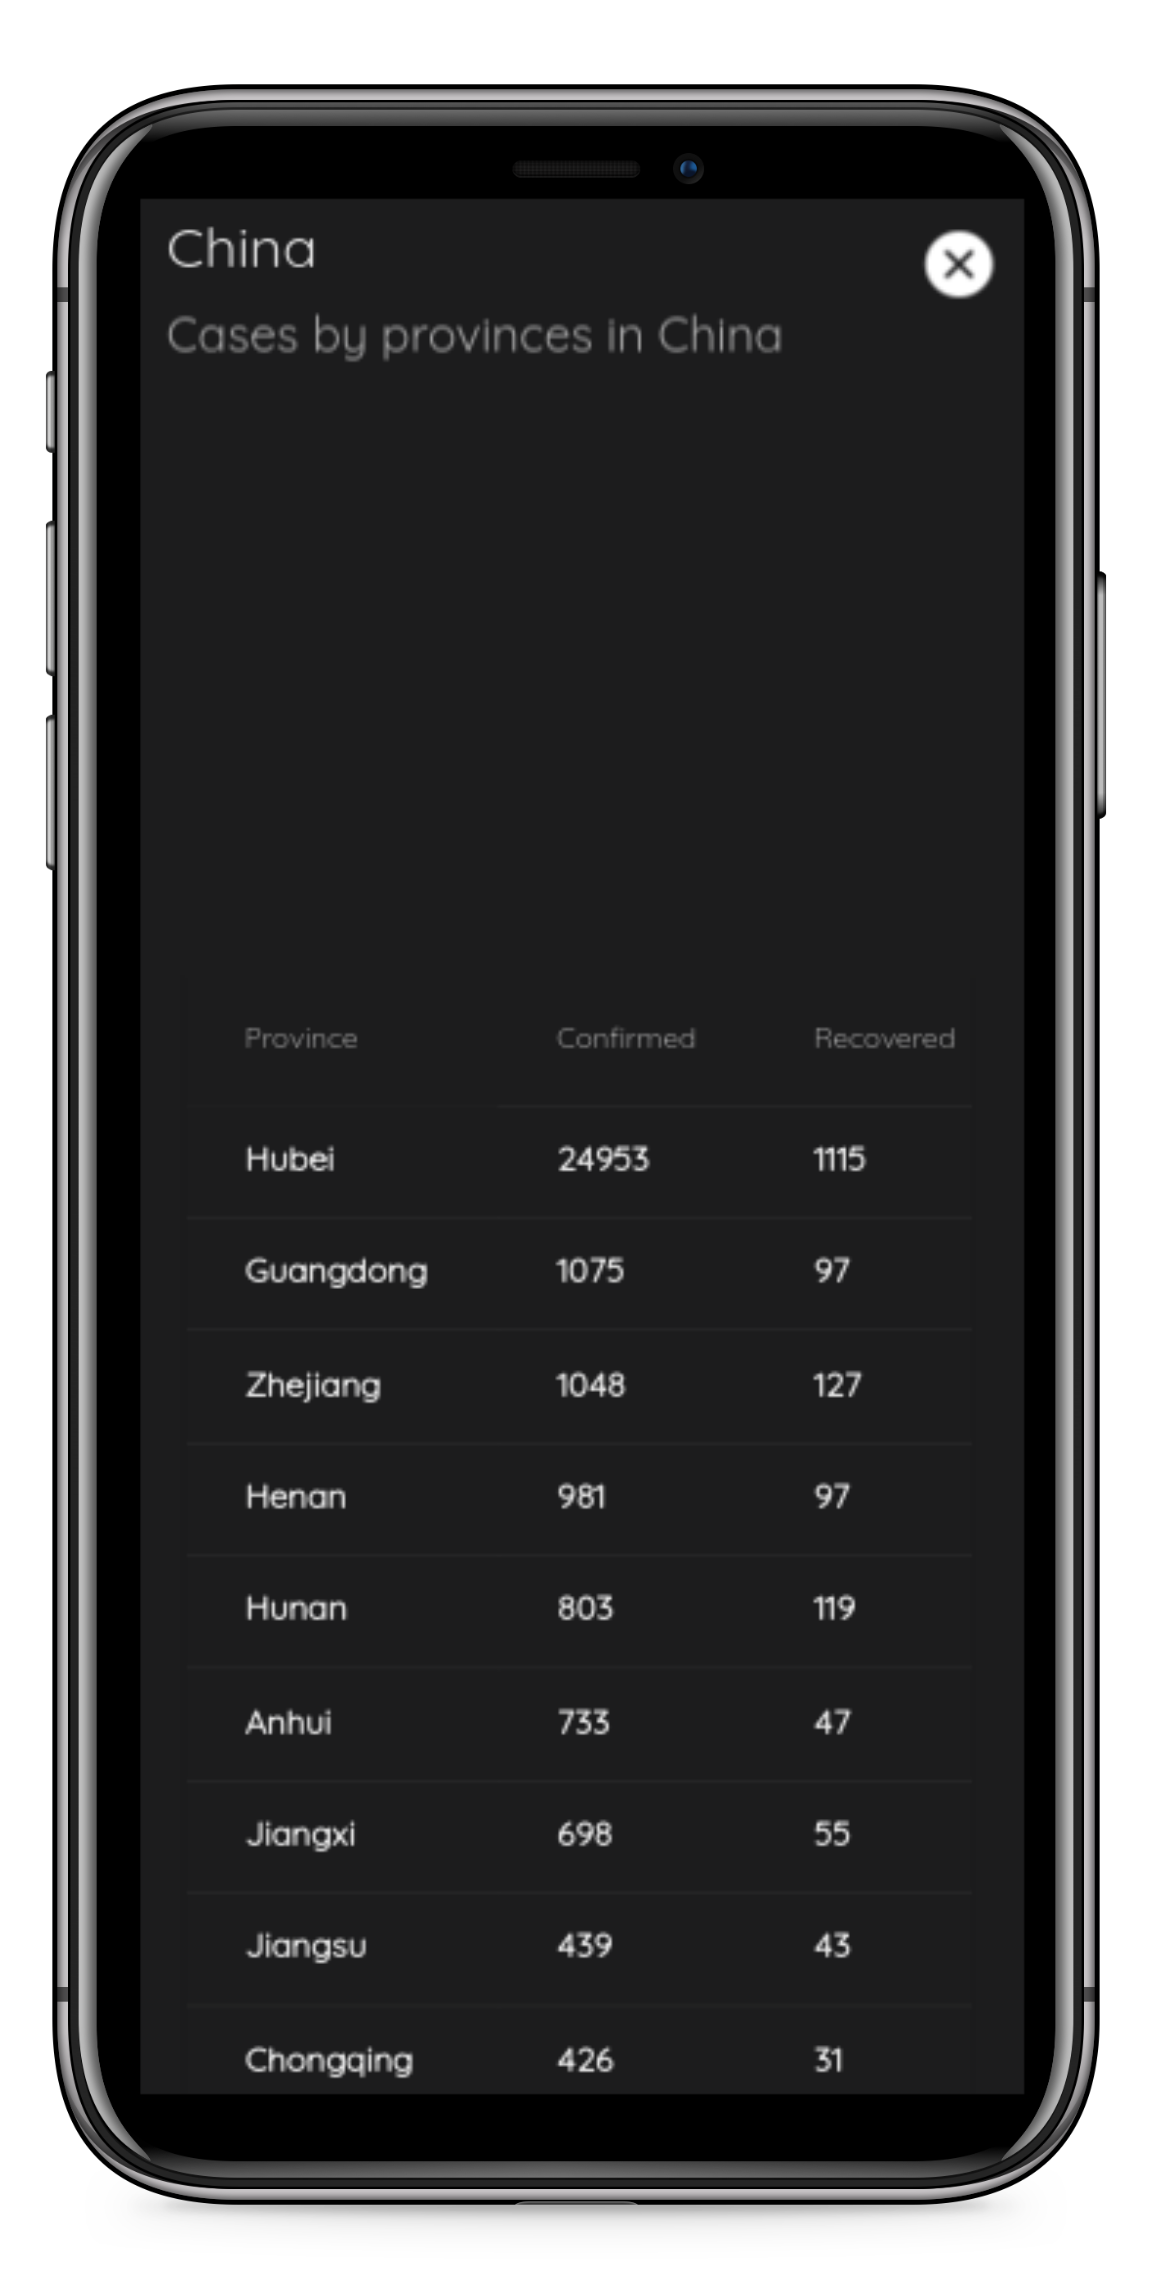 China
Cases by provinces in China
Province Confirmed Recovered
Hubei 24953 1115
Guangdong 1075 97
Zhejiang 1048 127
Henan 981 97
Hunan 803 119
Anhui 733 47
Jiangxi 698 55
Jiangsu 439 43
Chongqing 426 31